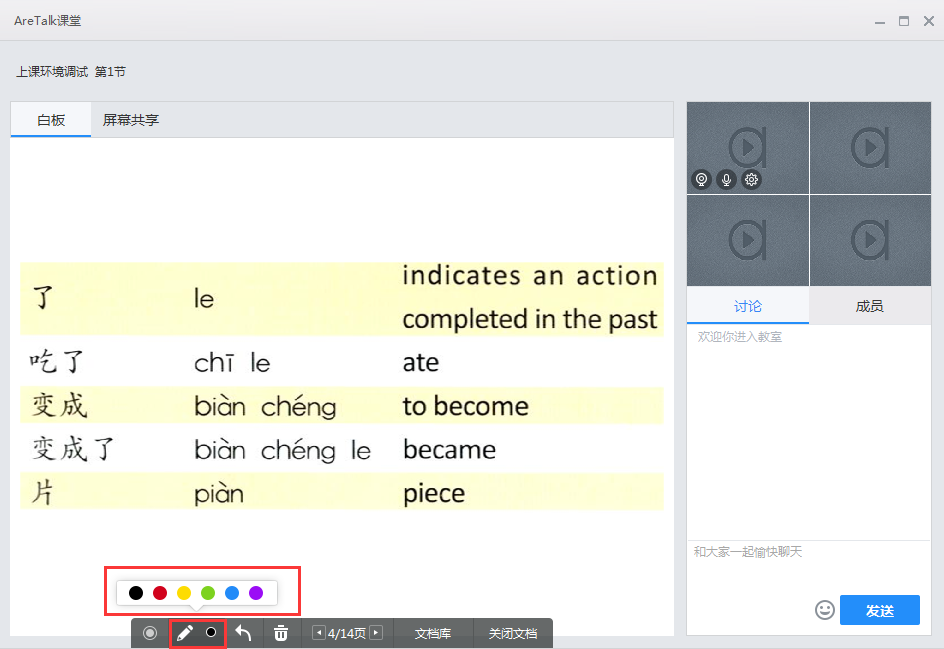 AreTalk课堂
上课环境调试 第1节
白板 屏幕共享
了 le indicates an action
completed in the past
吃了 chī le ate
变成 biàn chéng to become
变成了 biàn chéng le became
片 piàn piece
4/14页 文档库 关闭文档
讨论 成员
欢迎你进入教室
和大家一起愉快聊天
发送